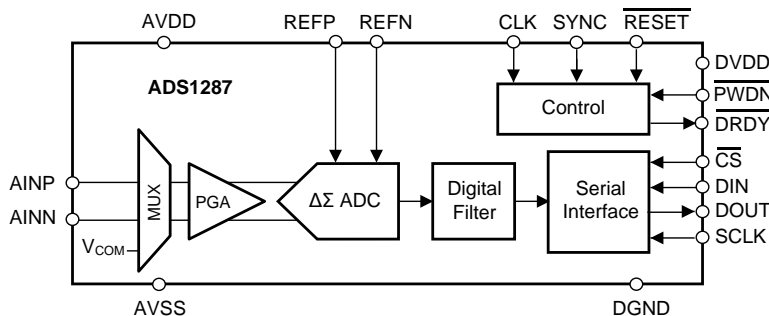 AVDD REFP REFN CLK SYNC RESET
ADS1287
DVDD
PWDN
Control
DRDY
CS
AINP
MUX
PGA
ΔΣ ADC
Digital
Filter
Serial
Interface
DIN
AINN
DOUT
VCOM
SCLK
AVSS DGND